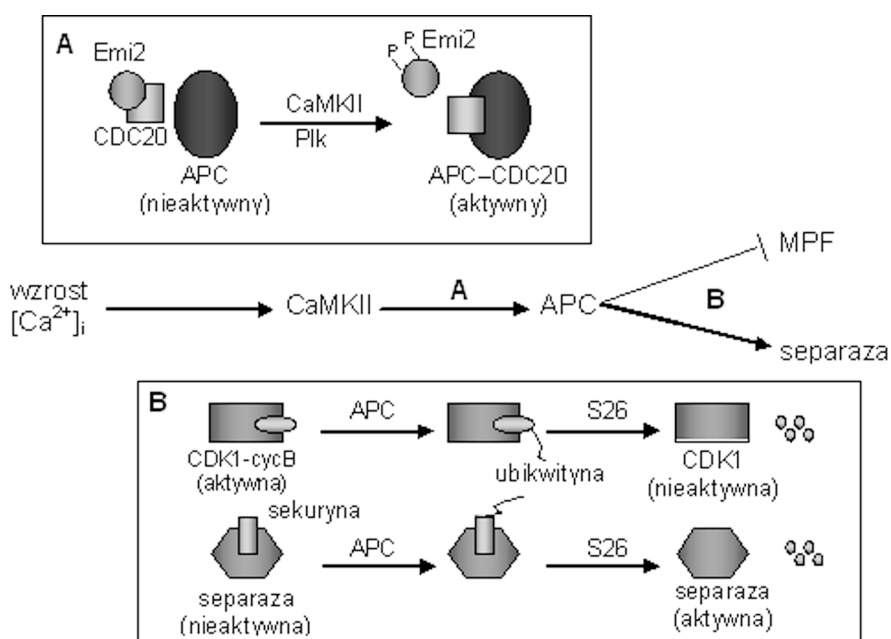 A
Emi2
CDC20
APC
(nieaktywny)
CaMKII
Plk
P
P
Emi2
APC–CDC20
(aktywny)
wzrost
[Ca²⁺]i
CaMKII
A
APC
B
MPF
separaza
B
CDK1-cycB
(aktywna)
APC
S26
CDK1
(nieaktywna)
ubikwityna
sekuryna
separaza
(nieaktywna)
APC
S26
separaza
(aktywna)